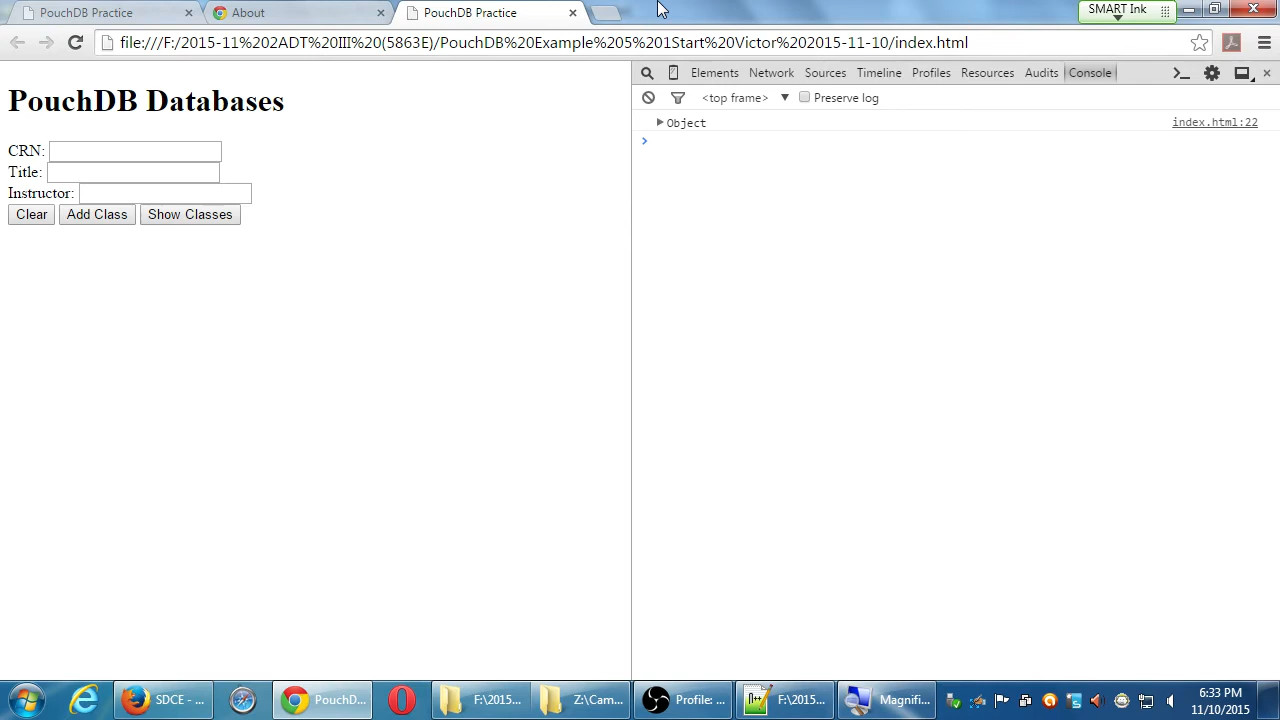 PouchDB Practice
About
PouchDB Practice
SMART Ink
file:///F:/2015-11%202ADT%20III%20(5863E)/PouchDB%20Example%205%201Start%20Victor%202015-11-10/index.html
PouchDB Databases
CRN:
Title:
Instructor:
Clear Add Class Show Classes
Elements Network Sources Timeline Profiles Resources Audits Console
<top frame> Preserve log
Object index.html:22
SDCE - ...
PouchD...
F:\2015...
Z:\Cam...
Profile: ...
F:\2015...
Magnifi...
6:33 PM
11/10/2015